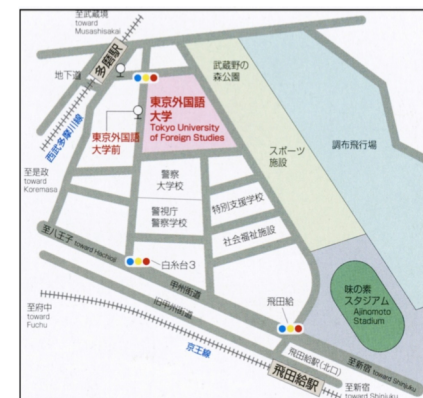 至武蔵境
toward
Musashisakai
多磨駅
地下道
西武多摩川線
東京外国語
大学前
東京外国語
大学
Tokyo University
of Foreign Studies
武蔵野の
森公園
スポーツ
施設
調布飛行場
至是政
toward
Koremasa
警察
大学校
警視庁
警察学校
特別支援学校
社会福祉施設
至八王子 toward Hachioji
白糸台3
甲州街道
旧甲州街道
飛田給
味の素
スタジアム
Ajinomoto
Stadium
至府中
toward
Fuchu
京王線
飛田給駅(北口)
飛田給駅
至新宿 toward Shinjuku
至新宿
toward Shinjuku